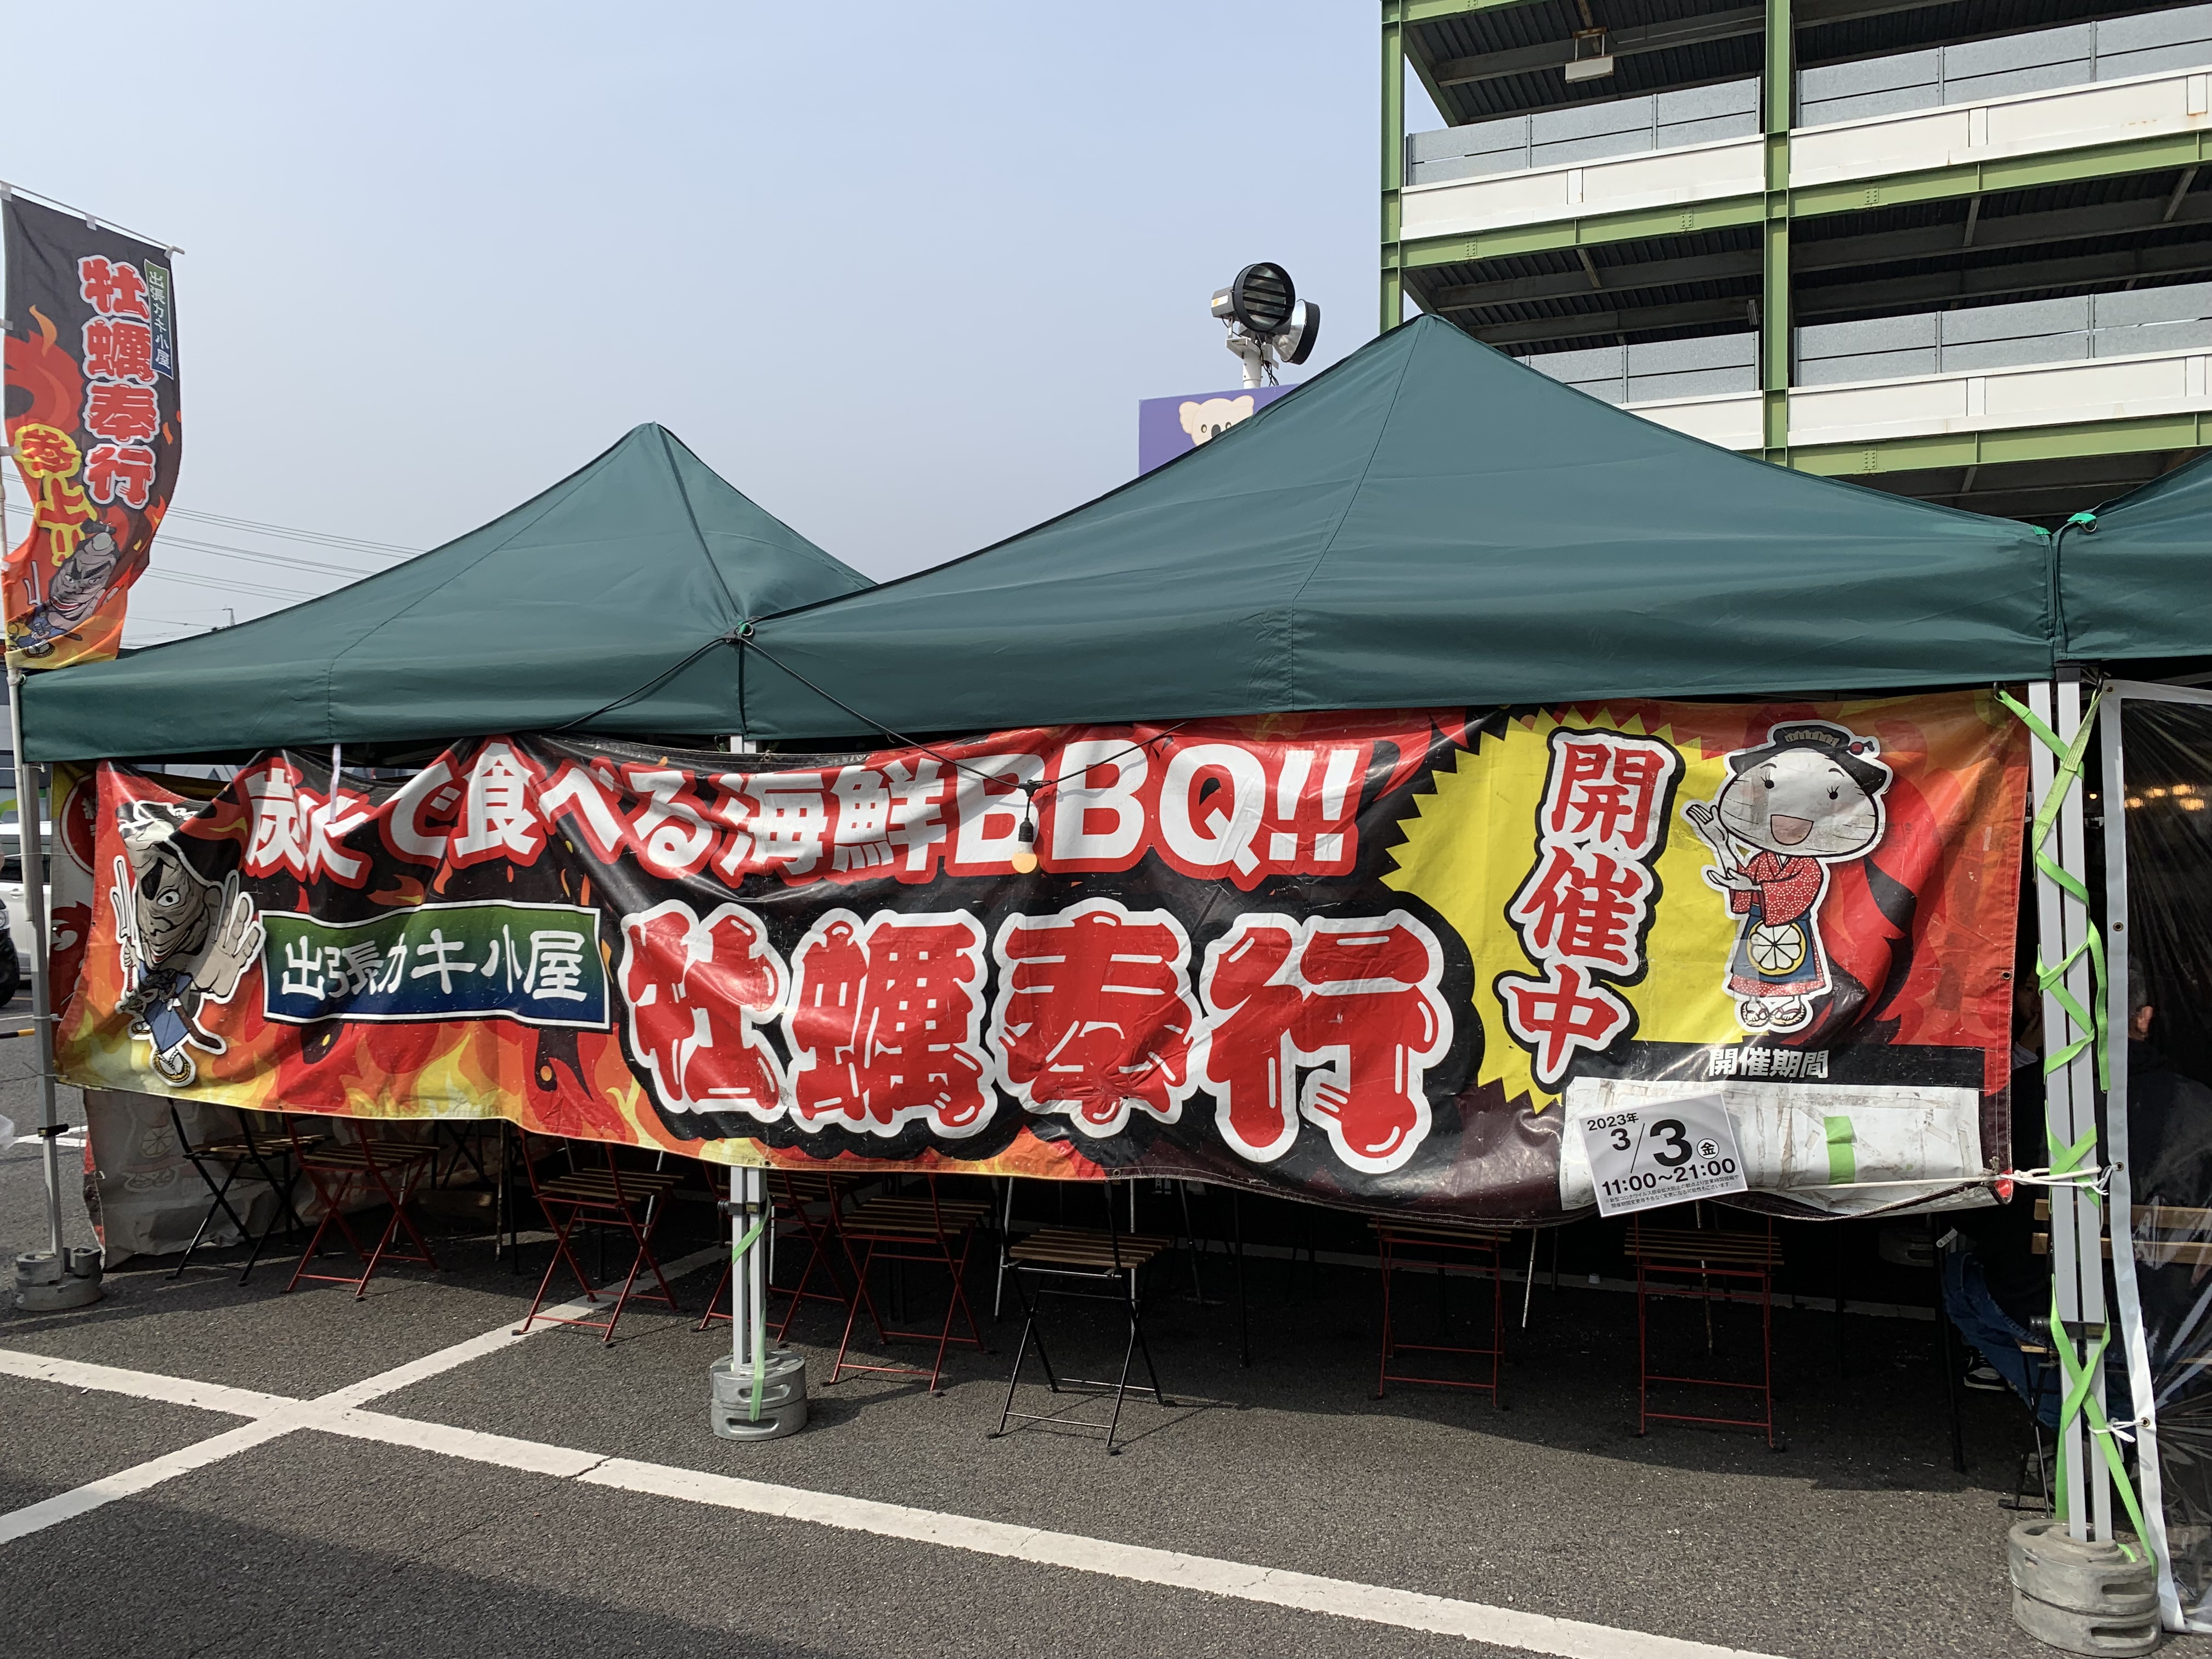 出張カキ小屋
牡蠣奉行
参上!!
炭火で食べる海鮮BBQ!!
出張カキ小屋
牡蠣奉行
開催中
開催期間
2023年
3/3(金)
11:00～21:00